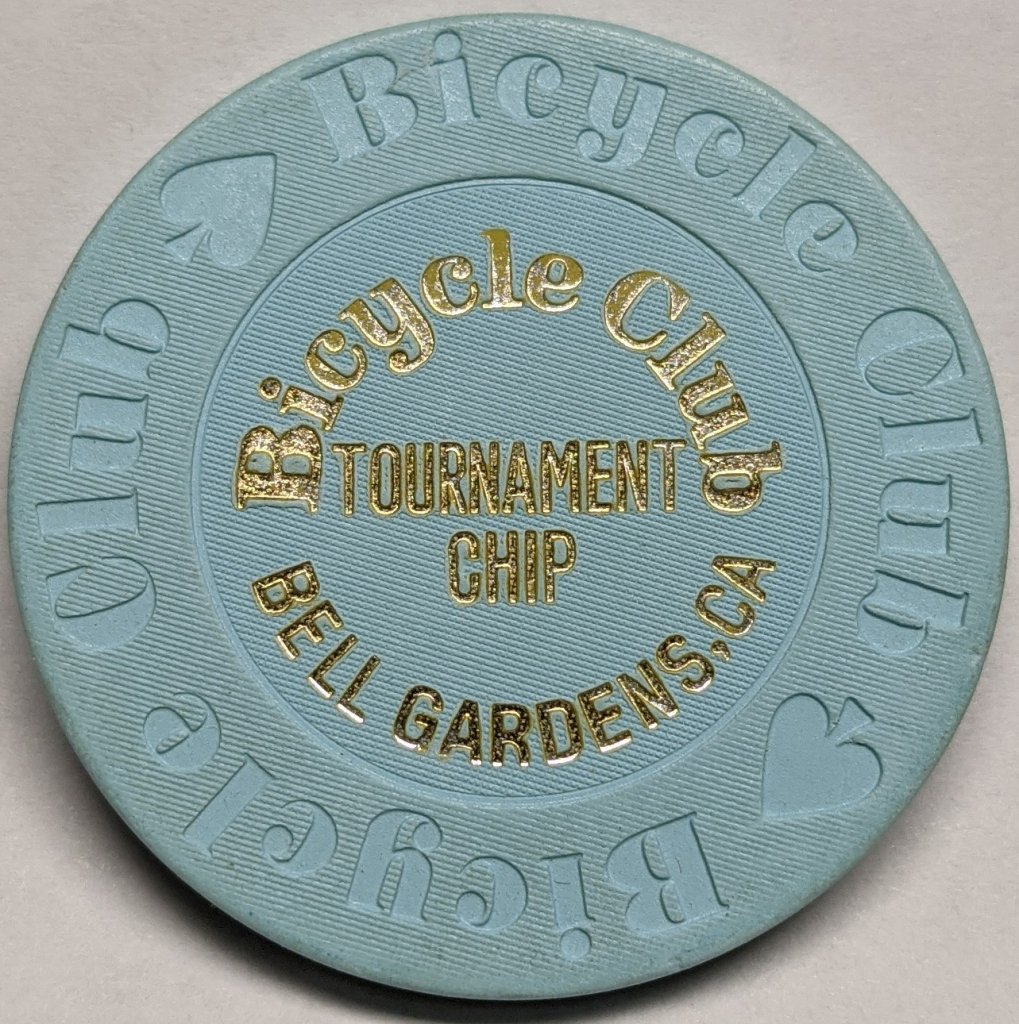 Bicycle Club
Bicycle Club
Bicycle Club
TOURNAMENT
CHIP
BELL GARDENS, CA